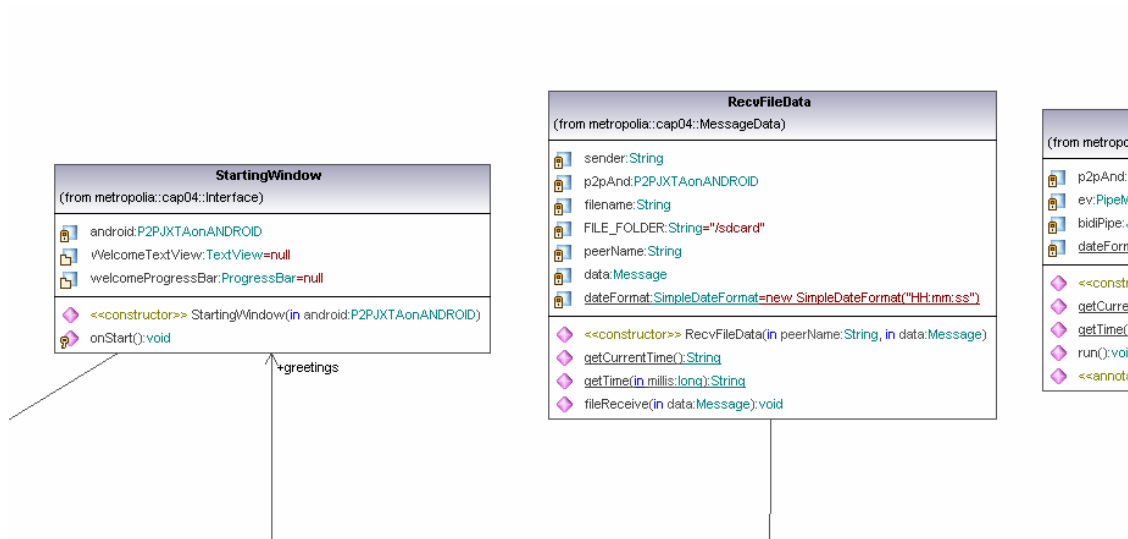 StartingWindow
(from metropolia::cap04::Interface)
android:P2PJXTAonANDROID
WelcomeTextView:TextView=null
welcomeProgressBar:ProgressBar=null
<<constructor>> StartingWindow(in android:P2PJXTAonANDROID)
onStart():void
+greetings
RecvFileData
(from metropolia::cap04::MessageData)
sender:String
p2pAnd:P2PJXTAonANDROID
filename:String
FILE_FOLDER:String="/sdcard"
peerName:String
data:Message
dateFormat:SimpleDateFormat=new SimpleDateFormat("HH:mm:ss")
<<constructor>> RecvFileData(in peerName:String, in data:Message)
getCurrentTime():String
getTime(in millis:long):String
fileReceive(in data:Message):void
(from metropo
p2pAnd:
ev:PipeM
bidiPipe:
dateForm
<<constr
getCurre
getTime(
run():voi
<<annota